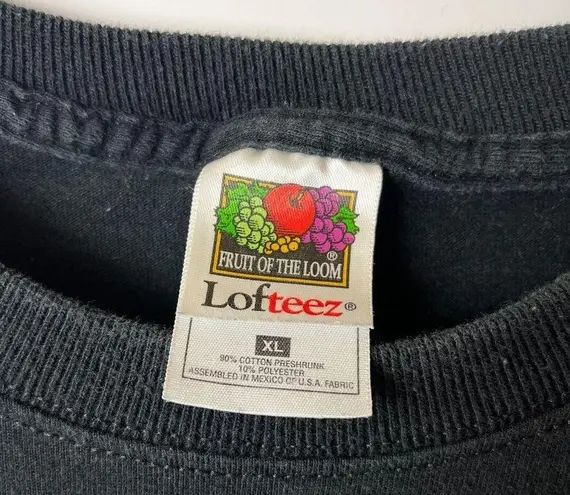 FRUIT OF THE LOOM®
Lofteez®
XL
90% COTTON PRESHRUNK
10% POLYESTER
ASSEMBLED IN MEXICO OF U.S.A. FABRIC